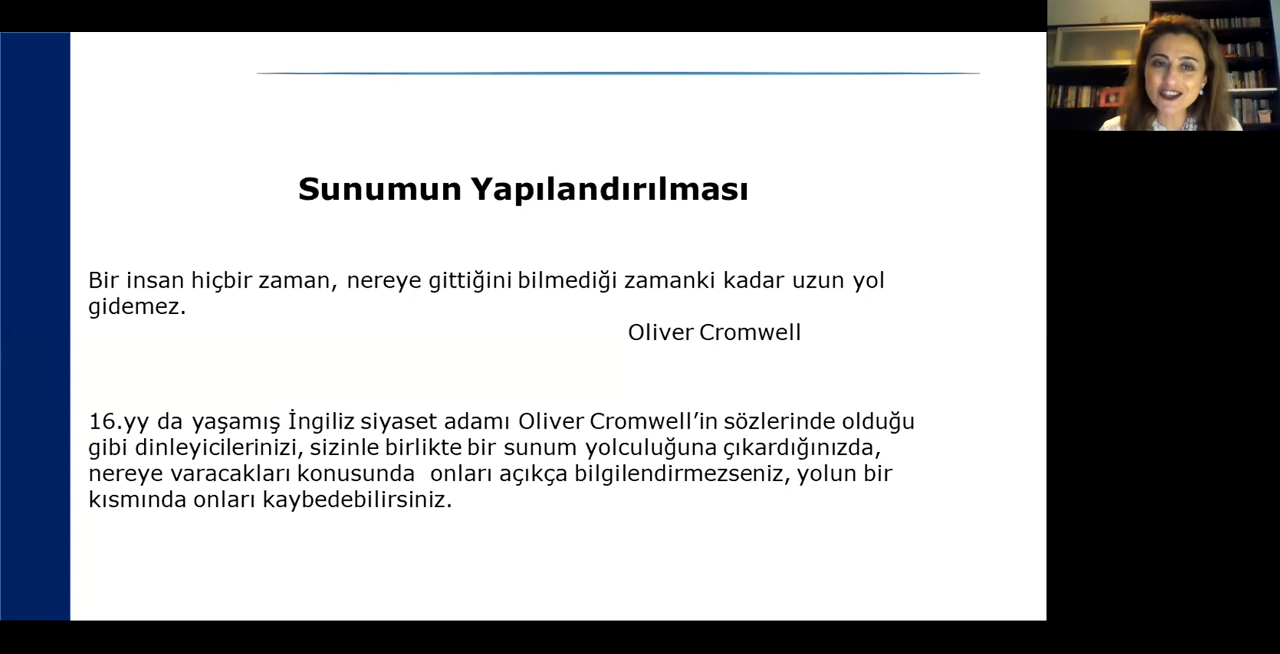 Sunumun Yapılandırılması
Bir insan hiçbir zaman, nereye gittiğini bilmediği zamanki kadar uzun yol
gidemez.
Oliver Cromwell
16.yy da yaşamış İngiliz siyaset adamı Oliver Cromwell’in sözlerinde olduğu
gibi dinleyicilerinizi, sizinle birlikte bir sunum yolculuğuna çıkardığınızda,
nereye varacakları konusunda  onları açıkça bilgilendirmezseniz, yolun bir
kısmında onları kaybedebilirsiniz.